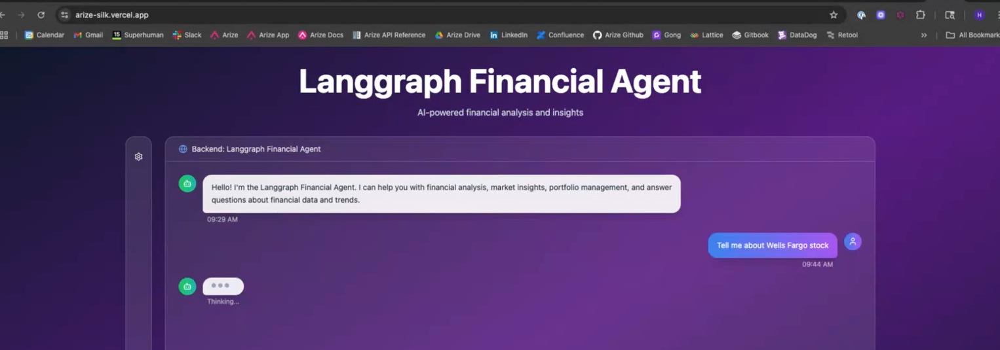 arize-silk.vercel.app
H
Calendar Gmail 15 Superhuman Slack Arize Arize App Arize Docs Arize API Reference Arize Drive LinkedIn Confluence Arize Github Gong Lattice Gitbook DataDog Retool » All Bookmark
Langgraph Financial Agent
AI-powered financial analysis and insights
Backend: Langgraph Financial Agent
Hello! I'm the Langgraph Financial Agent. I can help you with financial analysis, market insights, portfolio management, and answer
questions about financial data and trends.
09:29 AM
Tell me about Wells Fargo stock
09:44 AM
Thinking...